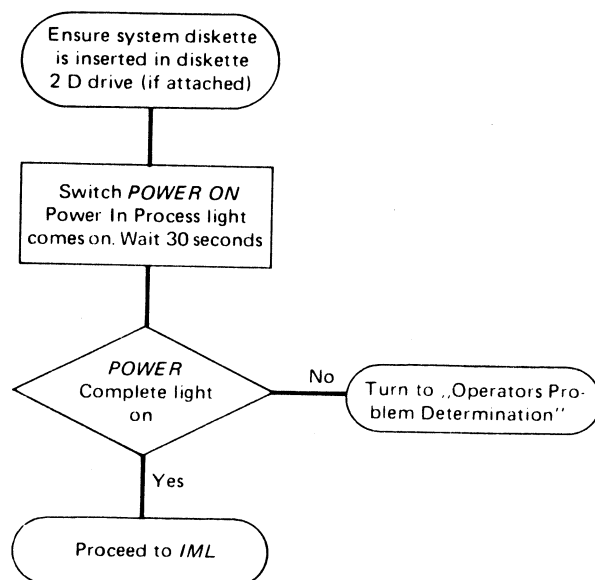 Ensure system diskette
is inserted in diskette
2 D drive (if attached)
Switch POWER ON
Power In Process light
comes on. Wait 30 seconds
POWER
Complete light
on
No
Turn to ,,Operators Pro-
blem Determination''
Yes
Proceed to IML